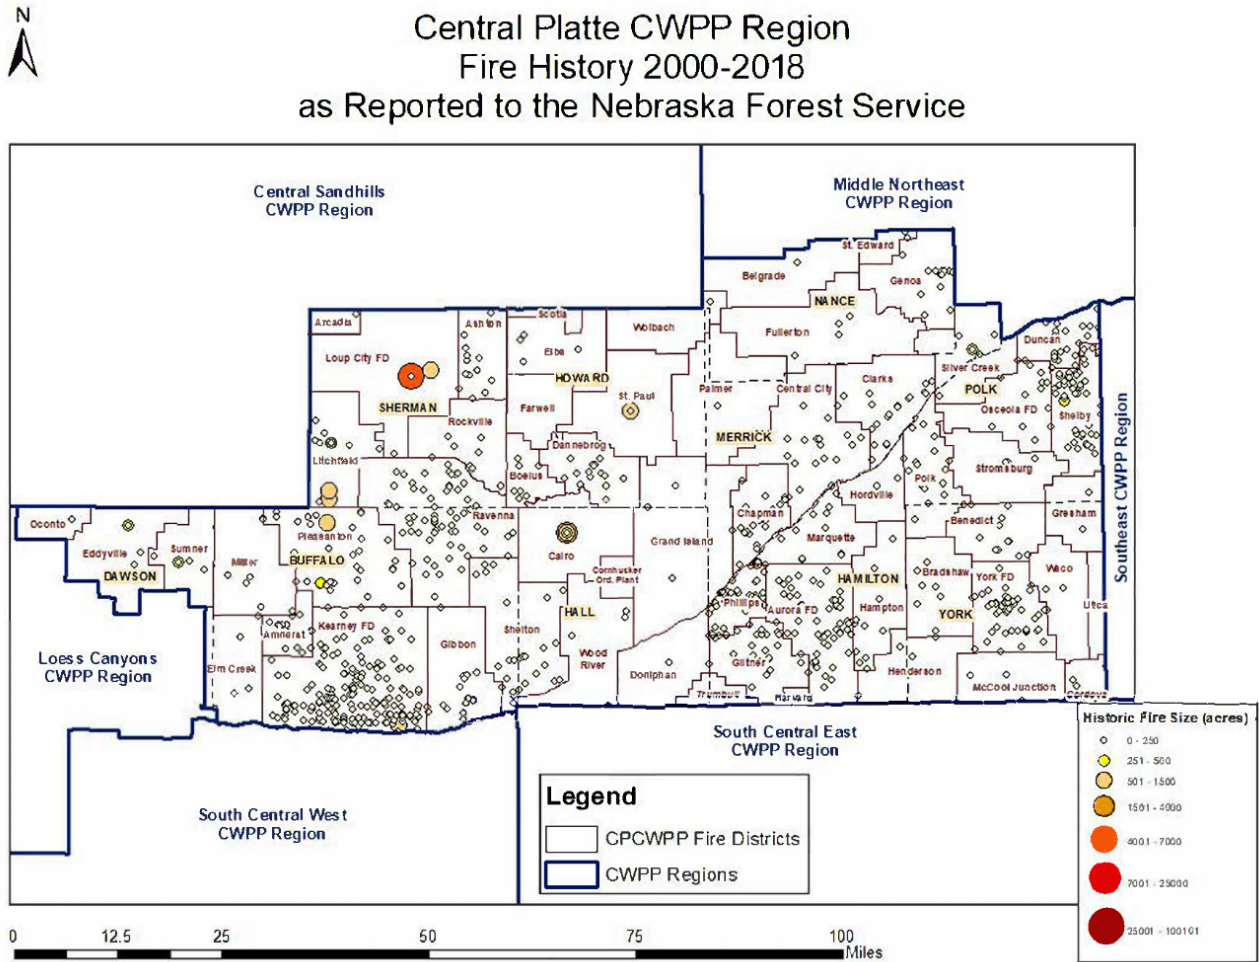 N
Central Platte CWPP Region
Fire History 2000-2018
as Reported to the Nebraska Forest Service
Central Sandhills
CWPP Region
Middle Northeast
CWPP Region
St. Edward
Belgrade
Genoa
NANCE
Arcadia
Ashton
Scotia
Wolbach
Fullerton
Duncan
Loup City FD
Elba
Silver Creek
HOWARD
Clarks
POLK
SHERMAN
Farwell
St. Paul
Palmer
Central City
Osceola FD
Shelby
Rockville
MERRICK
Dannebrog
Litchfield
Boelus
Stromsburg
Polk
Hordville
Oconto
Pleasanton
Ravenna
Chapman
Benedict
Gresham
Eddyville
Sumner
Miller
BUFFALO
Cairo
Grand Island
Marquette
DAWSON
Cornhusker
Ord. Plant
HAMILTON
Bradshaw
York FD
Waco
Utica
Southeast CWPP Region
Amherst
Kearney FD
Shelton
HALL
Phillips
Aurora FD
Hampton
YORK
Loess Canyons
CWPP Region
Elm Creek
Gibbon
Wood
River
Doniphan
Giltner
Henderson
McCool Junction
Trumbull
Harvard
Cordova
South Central East
CWPP Region
South Central West
CWPP Region
Legend
CPCWPP Fire Districts
CWPP Regions
Historic Fire Size (acres)
0 - 250
251 - 500
501 - 1500
1501 - 4000
4001 - 7000
7001 - 25000
25001 - 100101
0 12.5 25 50 75 100
Miles